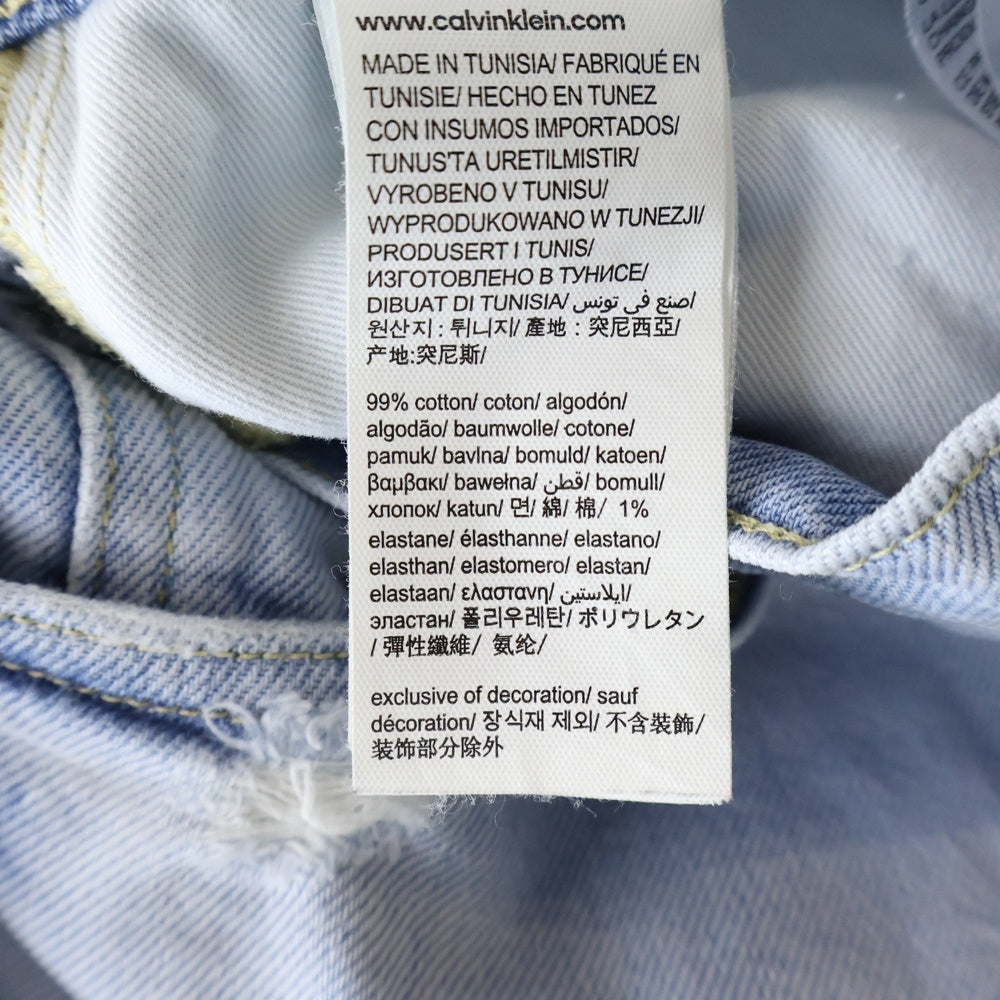 www.calvinklein.com
MADE IN TUNISIA/ FABRIQUÉ EN
TUNISIE/ HECHO EN TUNEZ
CON INSUMOS IMPORTADOS/
TUNUS'TA URETILMISTIR/
VYROBENO V TUNISU/
WYPRODUKOWANO W TUNEZJI/
PRODUSERT I TUNIS/
ИЗГОТОВЛЕНО В ТУНИСЕ/
DIBUAT DI TUNISIA/ صنع في تونس/
원산지 : 튀니지/ 產地 : 突尼西亞/
产地:突尼斯/
99% cotton/ coton/ algodón/
algodão/ baumwolle/ cotone/
pamuk/ bavlna/ bomuld/ katoen/
βαμβακι/ bawełna/ قطن/ bomull/
хлопок/ katun/ 면/ 綿/ 棉/ 1%
elastane/ élasthanne/ elastano/
elasthan/ elastomero/ elastan/
elastaan/ ελαστανη/ ايلاستين/
эластан/ 폴리우레탄/ ポリウレタン
/ 彈性纖維/ 氨纶/
exclusive of decoration/ sauf
décoration/ 장식재 제외/ 不含裝飾/
装饰部分除外